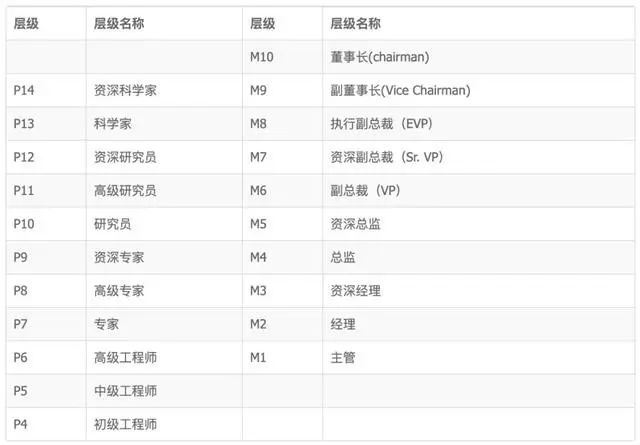 层级 层级名称 层级 层级名称
M10 董事长(chairman)
P14 资深科学家 M9 副董事长(Vice Chairman)
P13 科学家 M8 执行副总裁（EVP）
P12 资深研究员 M7 资深副总裁（Sr. VP）
P11 高级研究员 M6 副总裁（VP）
P10 研究员 M5 资深总监
P9 资深专家 M4 总监
P8 高级专家 M3 资深经理
P7 专家 M2 经理
P6 高级工程师 M1 主管
P5 中级工程师
P4 初级工程师